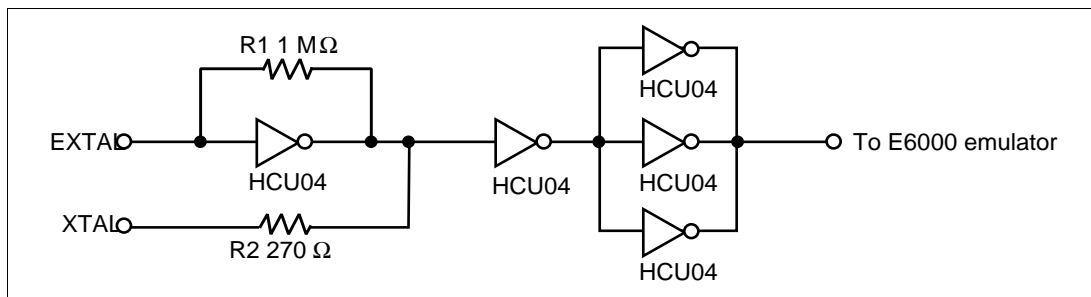 R1 1 MΩ
HCU04
EXTAL
HCU04
HCU04
HCU04
To E6000 emulator
HCU04
XTAL
R2 270 Ω
HCU04